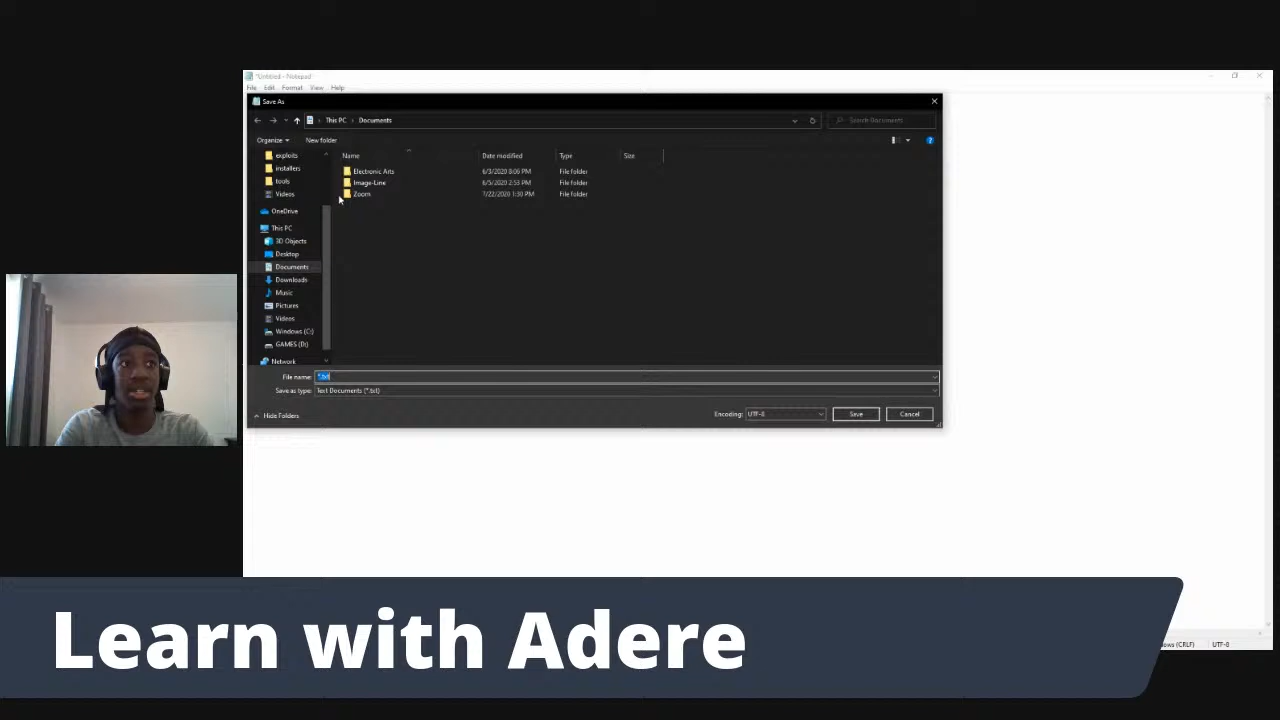 *Untitled - Notepad
File Edit Format View Help
Save As
This PC > Documents
Search Documents
Organize New folder
Name Date modified Type Size
exploits
installers
tools
Videos
OneDrive
This PC
3D Objects
Desktop
Documents
Downloads
Music
Pictures
Videos
Windows (C:)
GAMES (D:)
Network
Electronic Arts 6/3/2020 8:06 PM File folder
Image-Line 6/5/2020 2:53 PM File folder
Zoom 7/22/2020 1:30 PM File folder
File name: *.txt
Save as type: Text Documents (*.txt)
Hide Folders
Encoding: UTF-8 Save Cancel
Learn with Adere
(CRLF) UTF-8